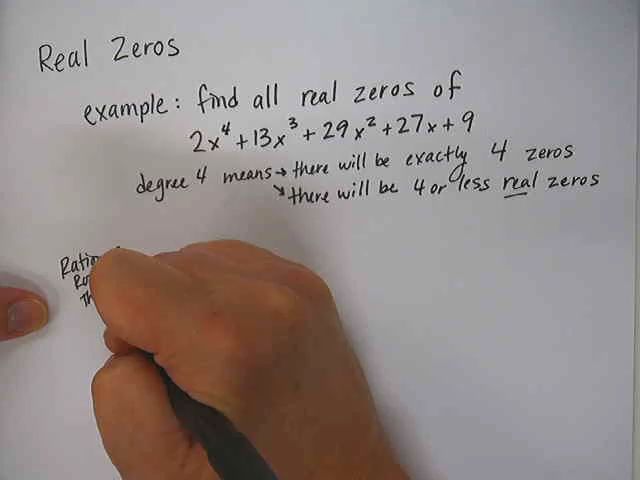 Real Zeros
example: find all real zeros of
2x⁴ + 13x³ + 29x² + 27x + 9
degree 4 means → there will be exactly 4 zeros
↘ there will be 4 or less real zeros